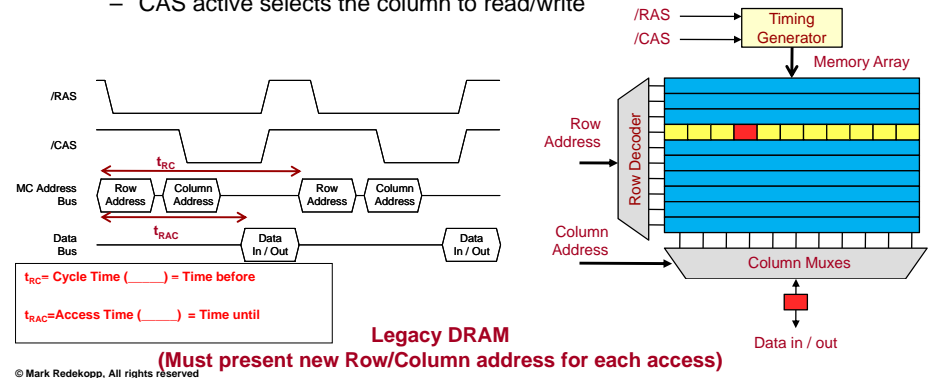 – CAS active selects the column to read/write
/RAS
/CAS
Timing
Generator
Memory Array
/RAS
/CAS
tRC
MC Address
Bus
Row
Address
Column
Address
Row
Address
Column
Address
tRAC
Data
Bus
Data
In / Out
Data
In / Out
Row
Address
Row Decoder
Column
Address
Column Muxes
Data in / out
tRC= Cycle Time (_____) = Time before
tRAC=Access Time (_____) = Time until
Legacy DRAM
(Must present new Row/Column address for each access)
© Mark Redekopp, All rights reserved